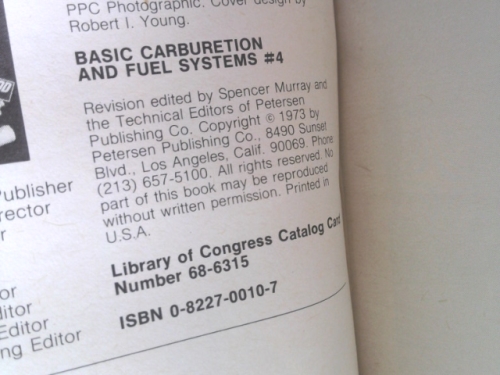 PPC Photographic. Cover design by
Robert I. Young.
BASIC CARBURETION
AND FUEL SYSTEMS #4
Revision edited by Spencer Murray and
the Technical Editors of Petersen
Publishing Co. Copyright © 1973 by
Petersen Publishing Co., 8490 Sunset
Blvd., Los Angeles, Calif. 90069. Phone
(213) 657-5100. All rights reserved. No
part of this book may be reproduced
without written permission. Printed in
U.S.A.
Library of Congress Catalog Card
Number 68-6315
ISBN 0-8227-0010-7
ublisher
rector
r
or
ditor
Editor
ng Editor